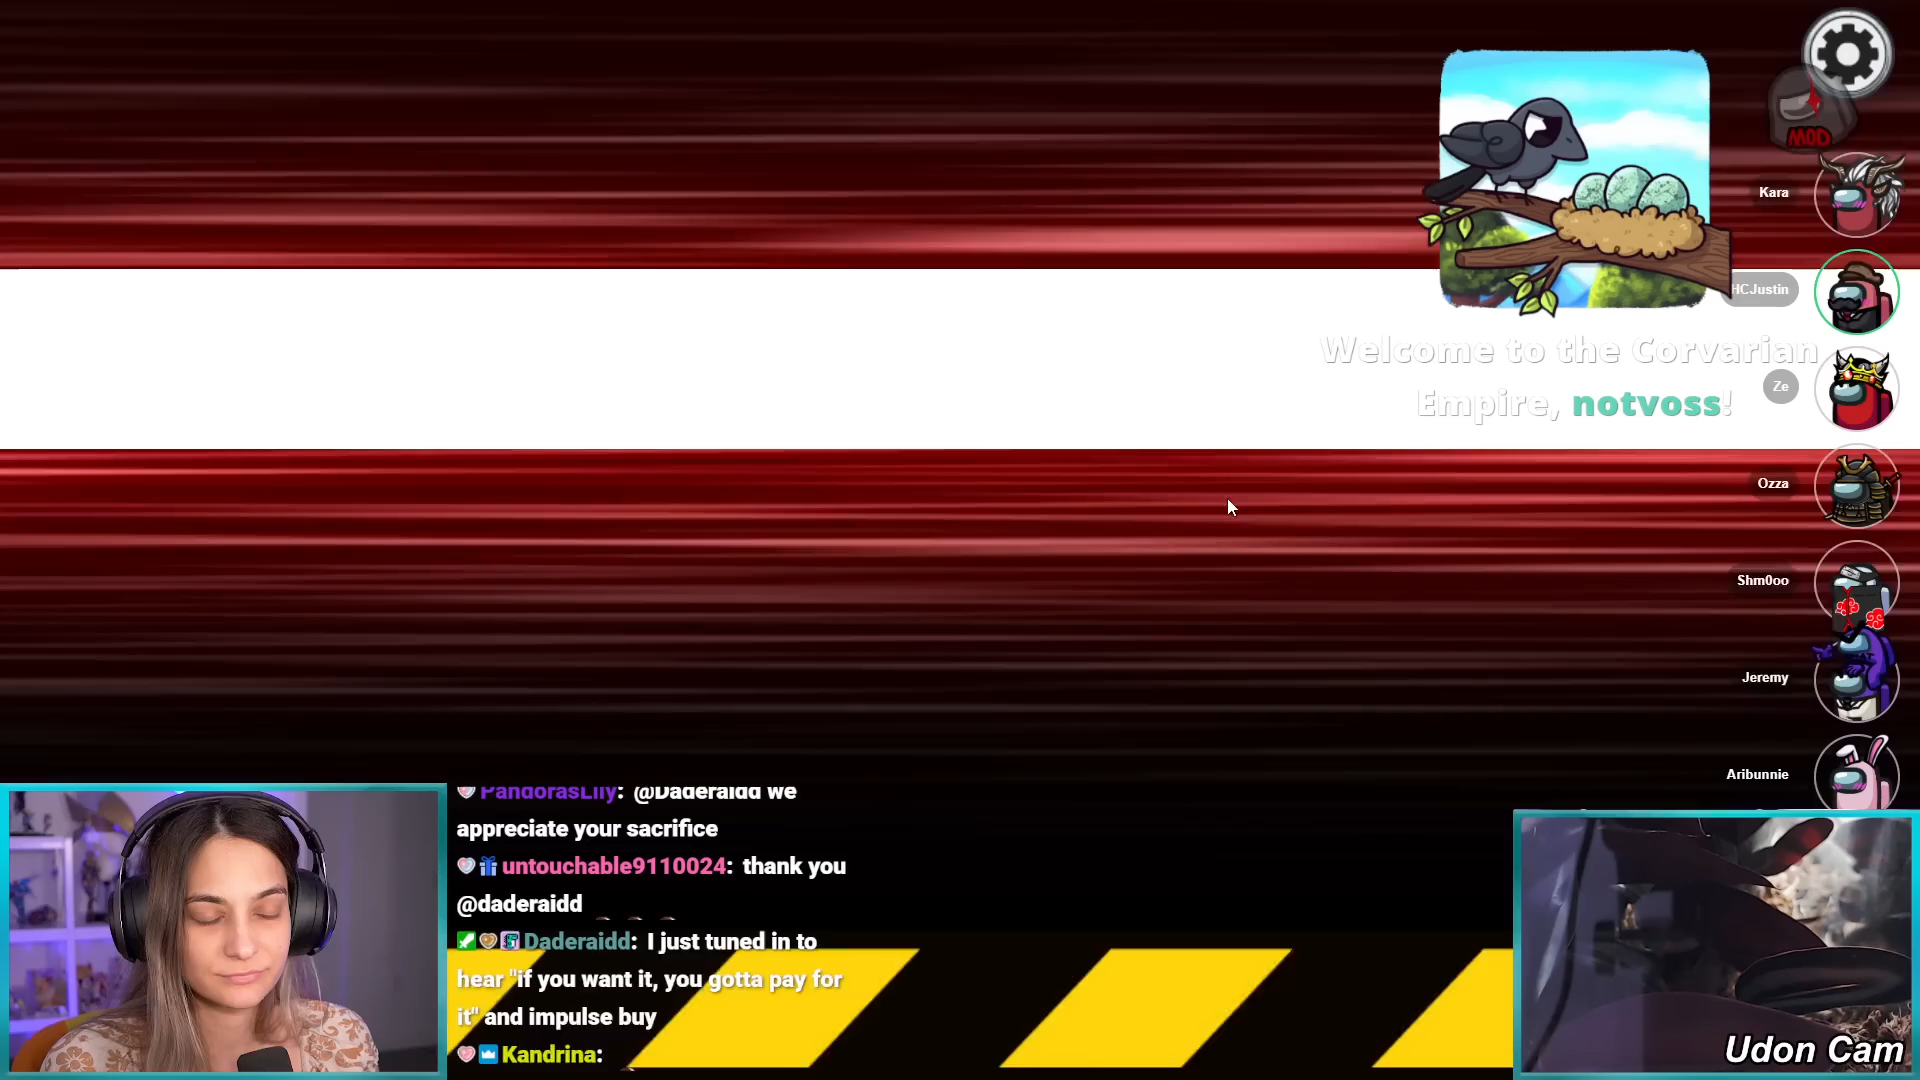 MOD
Kara
HCJustin
Welcome to the Corvarian
Ze
Empire, notvoss!
Ozza
Shm0oo
Jeremy
Aribunnie
PandorasLily: @Daderaidd we
appreciate your sacrifice
untouchable9110024: thank you
@daderaidd
Daderaidd: I just tuned in to
hear "if you want it, you gotta pay for
it" and impulse buy
Kandrina:
Udon Cam